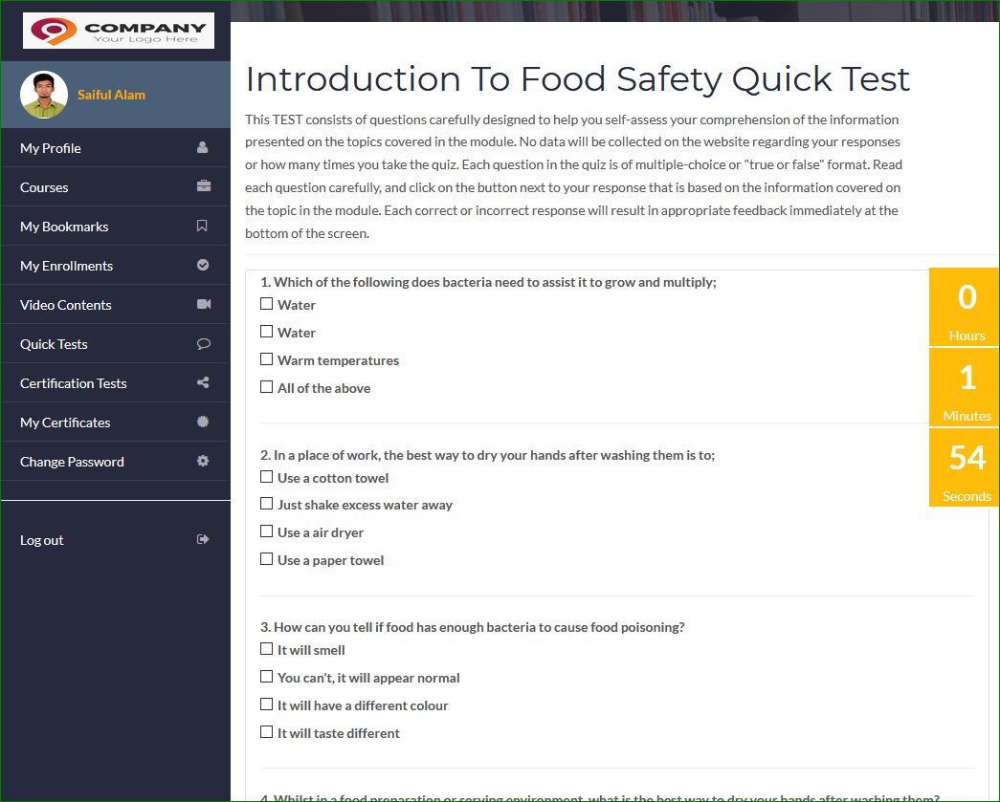 COMPANY
Your Logo Here
Saiful Alam
My Profile
Courses
My Bookmarks
My Enrollments
Video Contents
Quick Tests
Certification Tests
My Certificates
Change Password
Log out
Introduction To Food Safety Quick Test
This TEST consists of questions carefully designed to help you self-assess your comprehension of the information
presented on the topics covered in the module. No data will be collected on the website regarding your responses
or how many times you take the quiz. Each question in the quiz is of multiple-choice or "true or false" format. Read
each question carefully, and click on the button next to your response that is based on the information covered on
the topic in the module. Each correct or incorrect response will result in appropriate feedback immediately at the
bottom of the screen.
1. Which of the following does bacteria need to assist it to grow and multiply;
Water
Water
Warm temperatures
All of the above
2. In a place of work, the best way to dry your hands after washing them is to;
Use a cotton towel
Just shake excess water away
Use a air dryer
Use a paper towel
3. How can you tell if food has enough bacteria to cause food poisoning?
It will smell
You can't, it will appear normal
It will have a different colour
It will taste different
4. Whilst in a food preparation or serving environment, what is the best way to dry your hands after washing them?
0
Hours
1
Minutes
54
Seconds